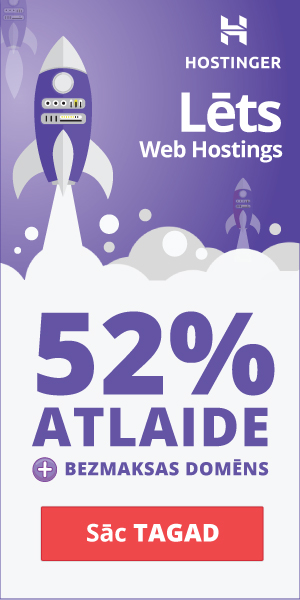 HOSTINGER
Lēts
Web Hostings
52%
ATLAIDE
BEZMAKSAS DOMĒNS
Sāc TAGAD